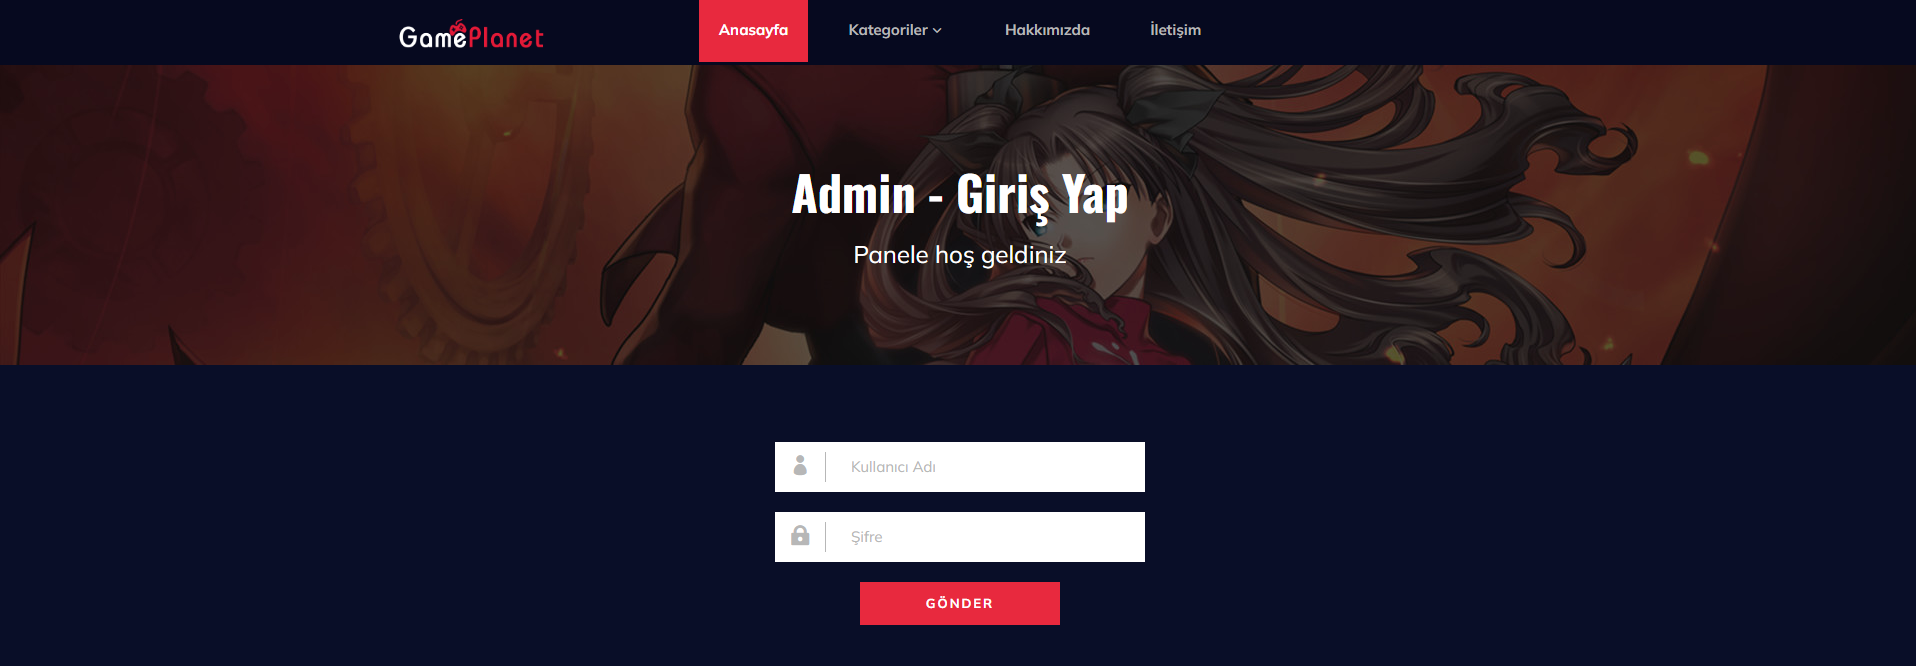 GamePlanet
Anasayfa
Kategoriler
Hakkımızda
İletişim
Admin - Giriş Yap
Panele hoş geldiniz
Kullanıcı Adı
Şifre
GÖNDER